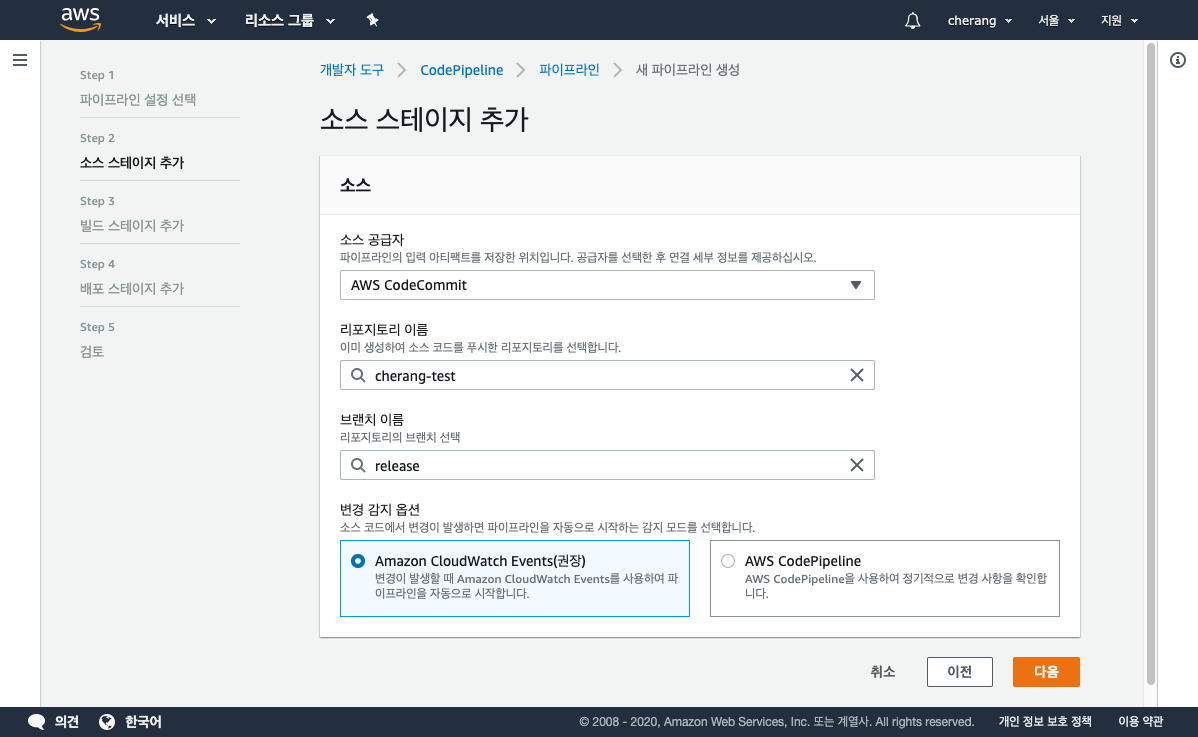 aws 서비스 리소스 그룹 cherang 서울 지원
Step 1
파이프라인 설정 선택
Step 2
소스 스테이지 추가
Step 3
빌드 스테이지 추가
Step 4
배포 스테이지 추가
Step 5
검토
개발자 도구 CodePipeline 파이프라인 새 파이프라인 생성
소스 스테이지 추가
소스
소스 공급자
파이프라인의 입력 아티팩트를 저장한 위치입니다. 공급자를 선택한 후 연결 세부 정보를 제공하십시오.
AWS CodeCommit
리포지토리 이름
이미 생성하여 소스 코드를 푸시한 리포지토리를 선택합니다.
cherang-test
브랜치 이름
리포지토리의 브랜치 선택
release
변경 감지 옵션
소스 코드에서 변경이 발생하면 파이프라인을 자동으로 시작하는 감지 모드를 선택합니다.
Amazon CloudWatch Events(권장)
변경이 발생할 때 Amazon CloudWatch Events를 사용하여 파
이프라인을 자동으로 시작합니다.
AWS CodePipeline
AWS CodePipeline을 사용하여 정기적으로 변경 사항을 확인합
니다.
취소 이전 다음
의견 한국어 © 2008 - 2020, Amazon Web Services, Inc. 또는 계열사. All rights reserved. 개인 정보 보호 정책 이용 약관